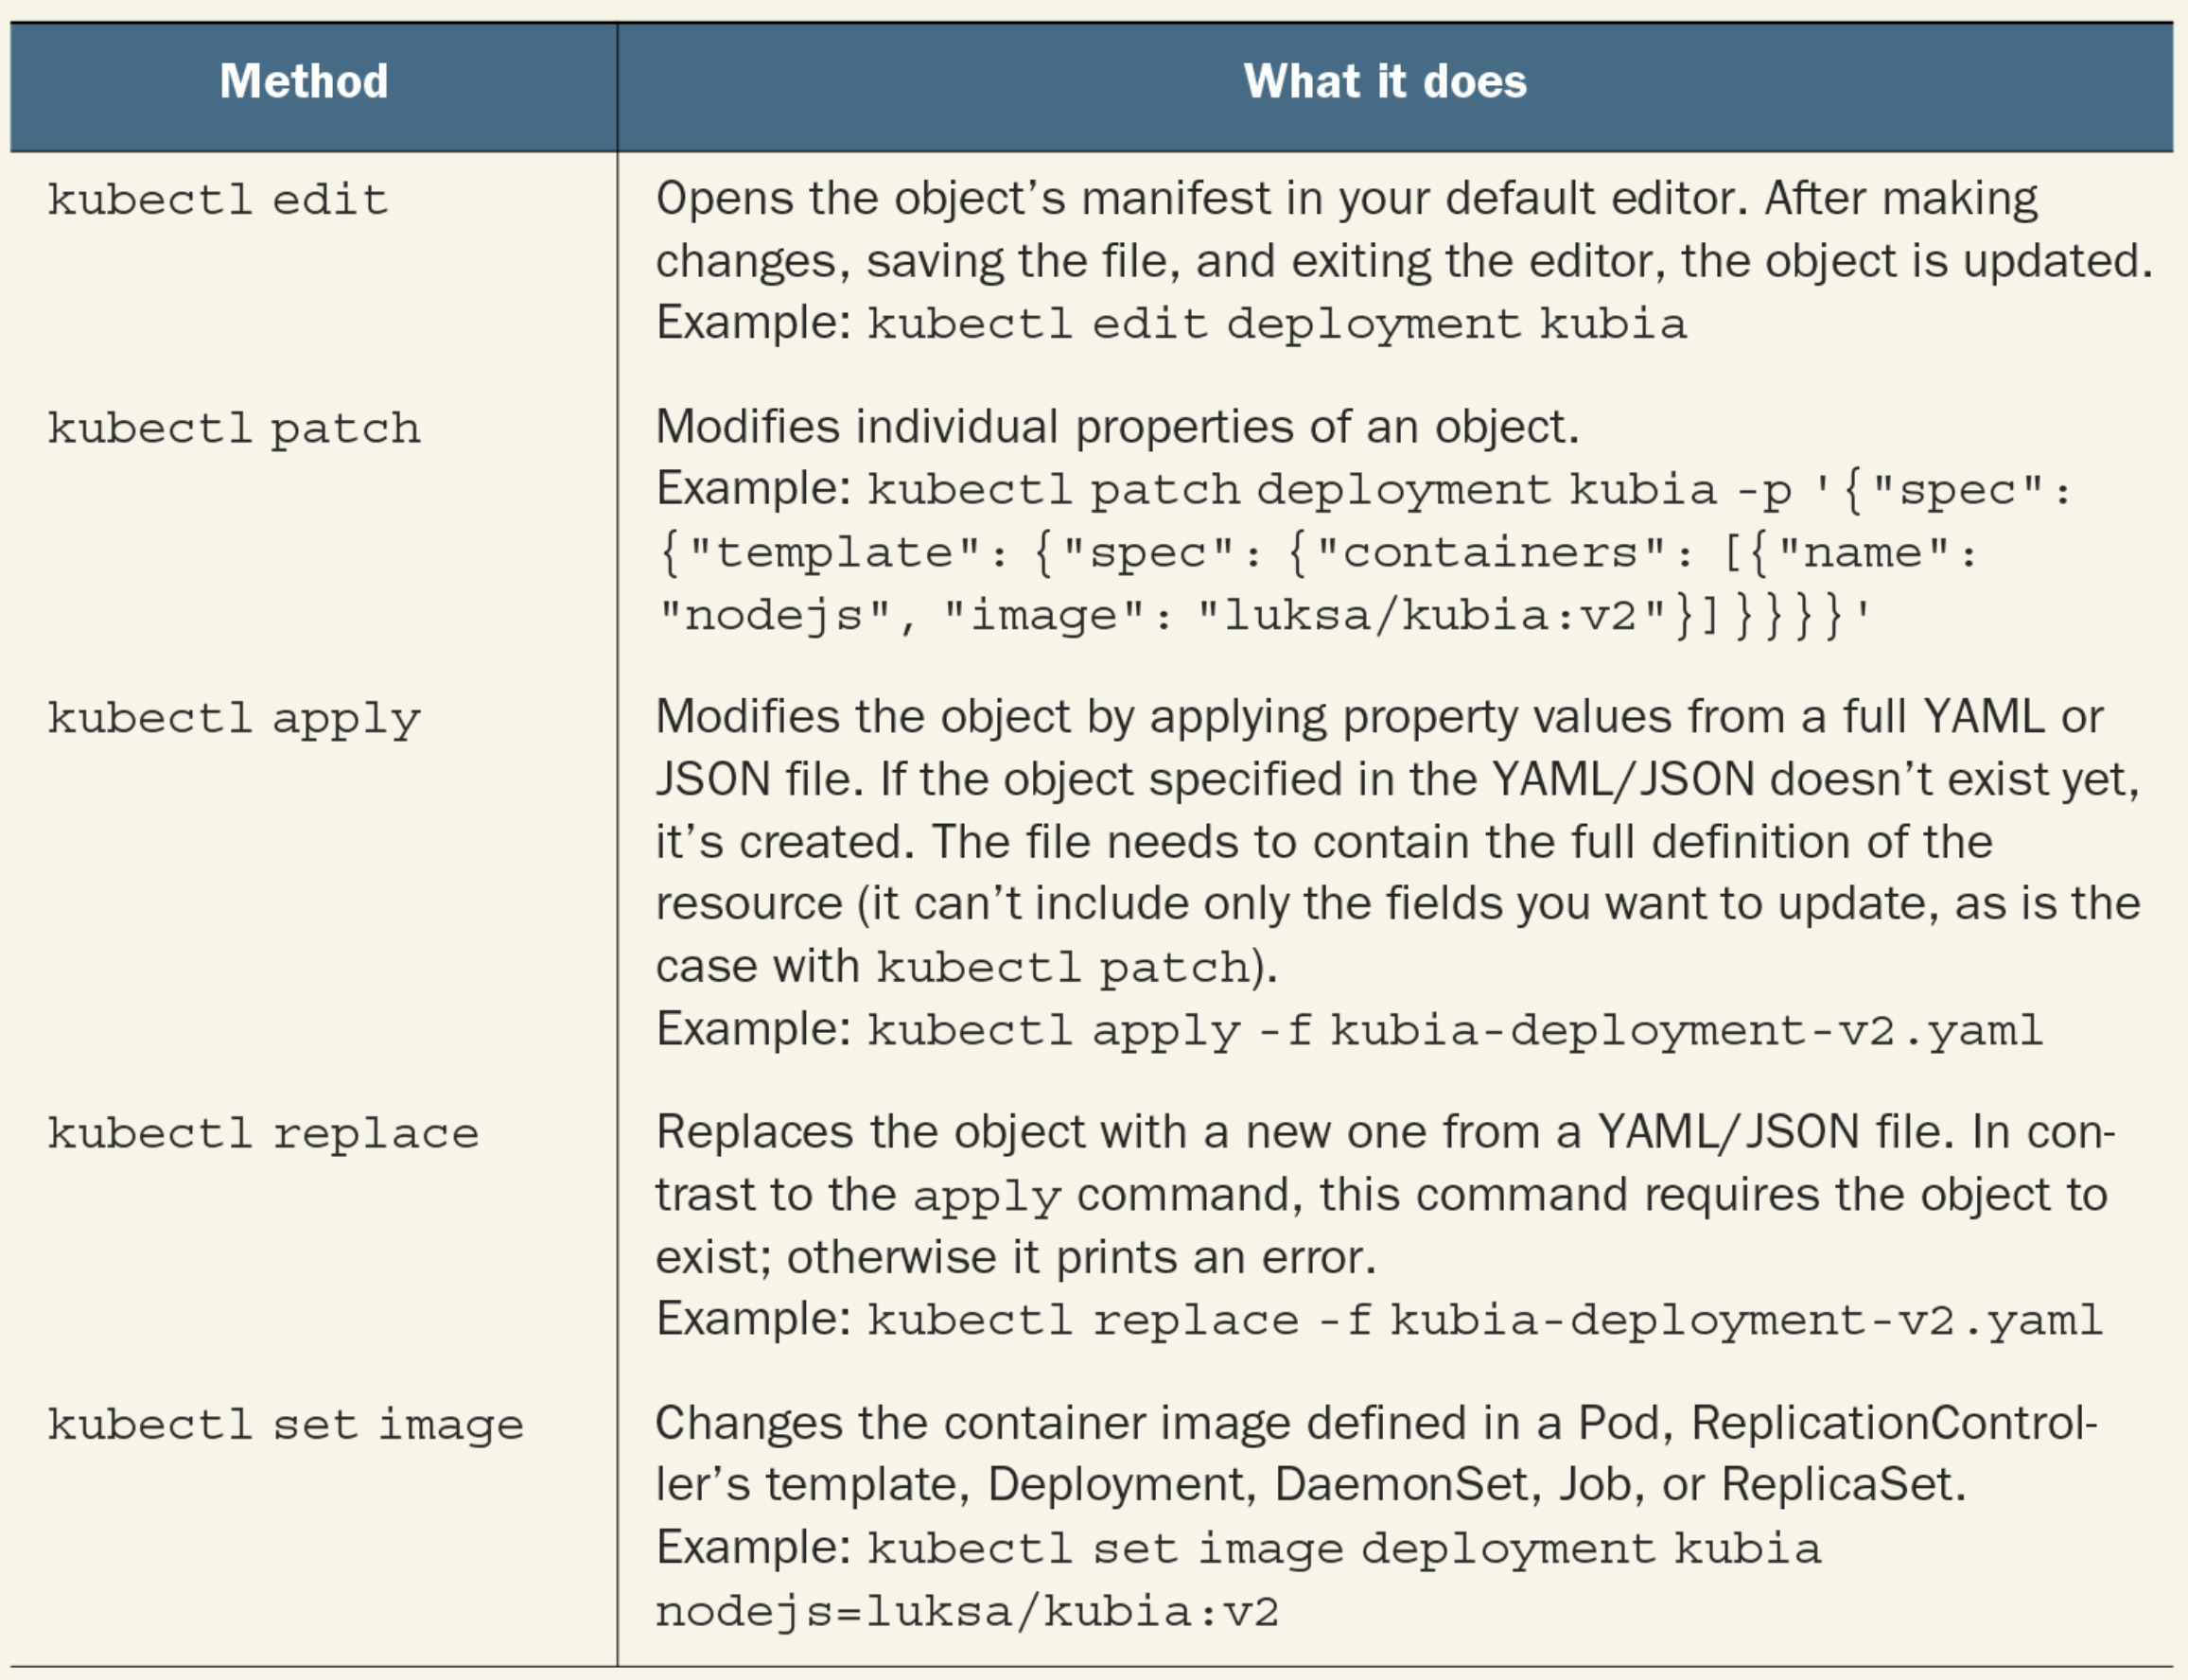 Method
What it does
kubectl edit
Opens the object’s manifest in your default editor. After making
changes, saving the file, and exiting the editor, the object is updated.
Example: kubectl edit deployment kubia
kubectl patch
Modifies individual properties of an object.
Example: kubectl patch deployment kubia -p '{"spec":
{"template": {"spec": {"containers": [{"name":
"nodejs", "image": "luksa/kubia:v2"}]}}}}'
kubectl apply
Modifies the object by applying property values from a full YAML or
JSON file. If the object specified in the YAML/JSON doesn’t exist yet,
it’s created. The file needs to contain the full definition of the
resource (it can’t include only the fields you want to update, as is the
case with kubectl patch).
Example: kubectl apply -f kubia-deployment-v2.yaml
kubectl replace
Replaces the object with a new one from a YAML/JSON file. In con-
trast to the apply command, this command requires the object to
exist; otherwise it prints an error.
Example: kubectl replace -f kubia-deployment-v2.yaml
kubectl set image
Changes the container image defined in a Pod, ReplicationControl-
ler’s template, Deployment, DaemonSet, Job, or ReplicaSet.
Example: kubectl set image deployment kubia
nodejs=luksa/kubia:v2